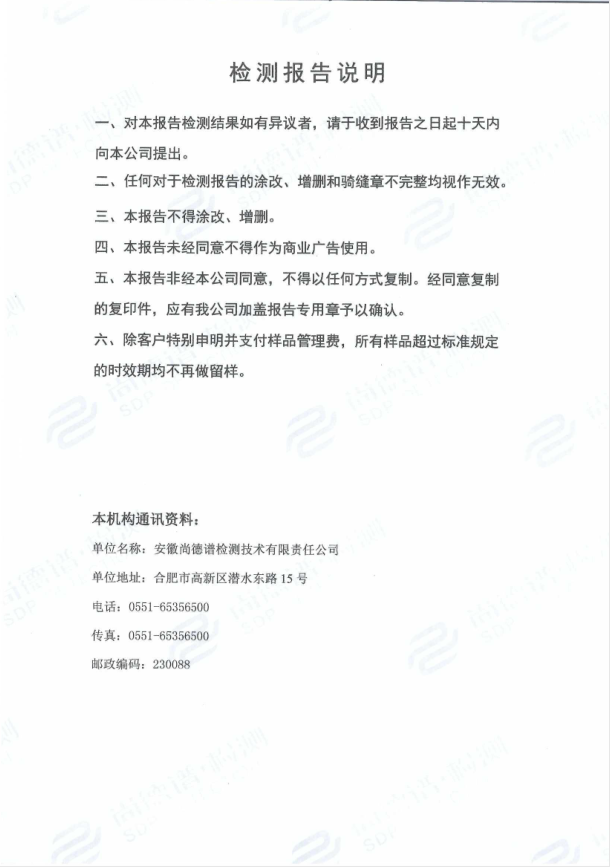 检测报告说明
一、对本报告检测结果如有异议者，请于收到报告之日起十天内
向本公司提出。
二、任何对于检测报告的涂改、增删和骑缝章不完整均视作无效。
三、本报告不得涂改、增删。
四、本报告未经同意不得作为商业广告使用。
五、本报告非经本公司同意，不得以任何方式复制。经同意复制
的复印件，应有我公司加盖报告专用章予以确认。
六、除客户特别申明并支付样品管理费，所有样品超过标准规定
的时效期均不再做留样。
本机构通讯资料：
单位名称：安徽尚德谱检测技术有限责任公司
单位地址：合肥市高新区潜水东路 15 号
电话：0551-65356500
传真：0551-65356500
邮政编码：230088